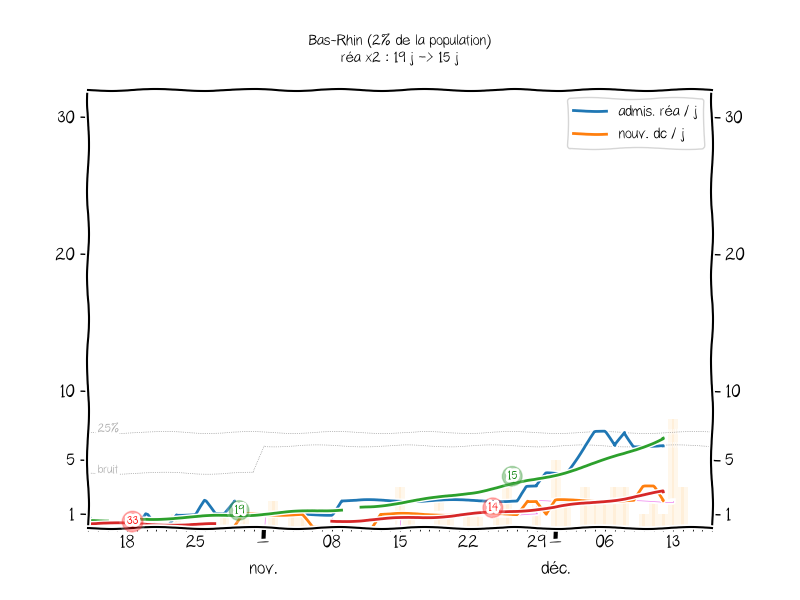 Bas-Rhin (2% de la population)
réa x2 : 19 j -> 15 j
admis. réa / j
nouv. dc / j
30 30
20 20
10 10
25%
5 5
bruit
15
14
19
33
1 1
18 25 1 08 15 22 29 1 06 13
nov. déc.